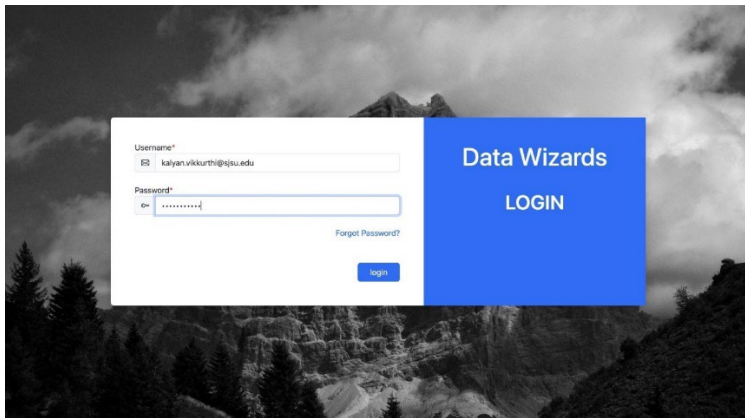 Username*
kalyan.vikkurthi@sjsu.edu
Password*
•••••••••••
Forgot Password?
login
Data Wizards
LOGIN